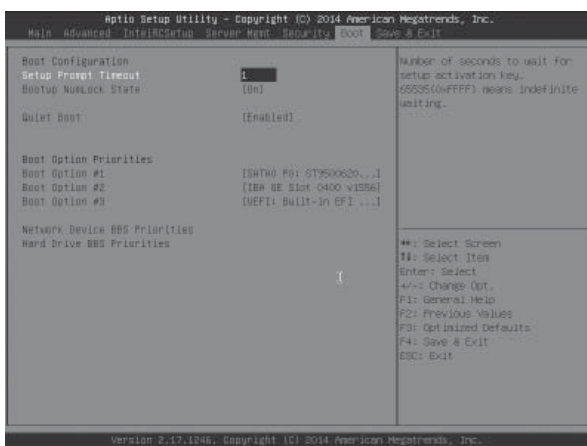 Aptio Setup Utility - Copyright (C) 2014 American Megatrends, Inc.
Main Advanced IntelRCSetup Server Mgmt Security Boot Save & Exit
Boot Configuration
Setup Prompt Timeout 1
Bootup NumLock State [On]
Quiet Boot [Enabled]
Boot Option Priorities
Boot Option #1 [SATA0 P0: ST9500620...]
Boot Option #2 [IBA GE Slot 0400 v1556]
Boot Option #3 [UEFI: Built-in EFI ...]
Network Device BBS Priorities
Hard Drive BBS Priorities
Number of seconds to wait for
setup activation key.
65535(0xFFFF) means indefinite
waiting.
↔: Select Screen
↑↓: Select Item
Enter: Select
+/-: Change Opt.
F1: General Help
F2: Previous Values
F3: Optimized Defaults
F4: Save & Exit
ESC: Exit
Version 2.17.1246. Copyright (C) 2014 American Megatrends, Inc.